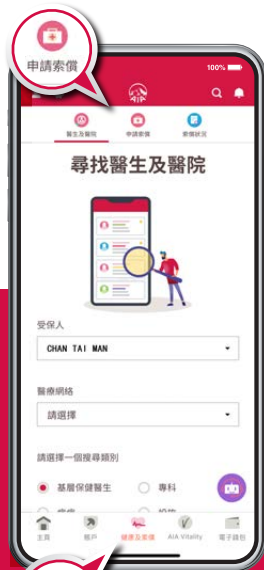 申請索償
100%
AIA
醫生及醫院 申請索償 索償狀況
尋找醫生及醫院
受保人
CHAN TAI MAN
醫療網絡
請選擇
請選擇一個搜尋類別
基層保健醫生 專科
主頁 賬戶 健康及索償 AIA Vitality 電子錢包